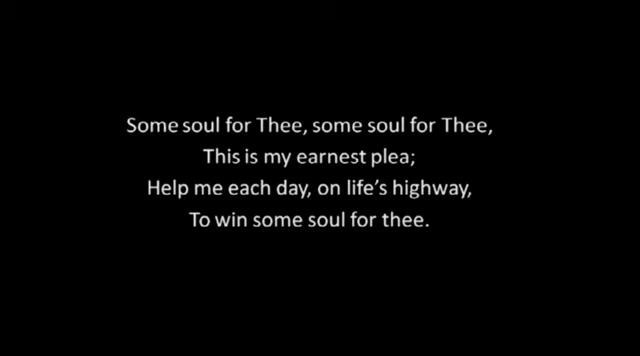 Some soul for Thee, some soul for Thee,
This is my earnest plea;
Help me each day, on life’s highway,
To win some soul for thee.